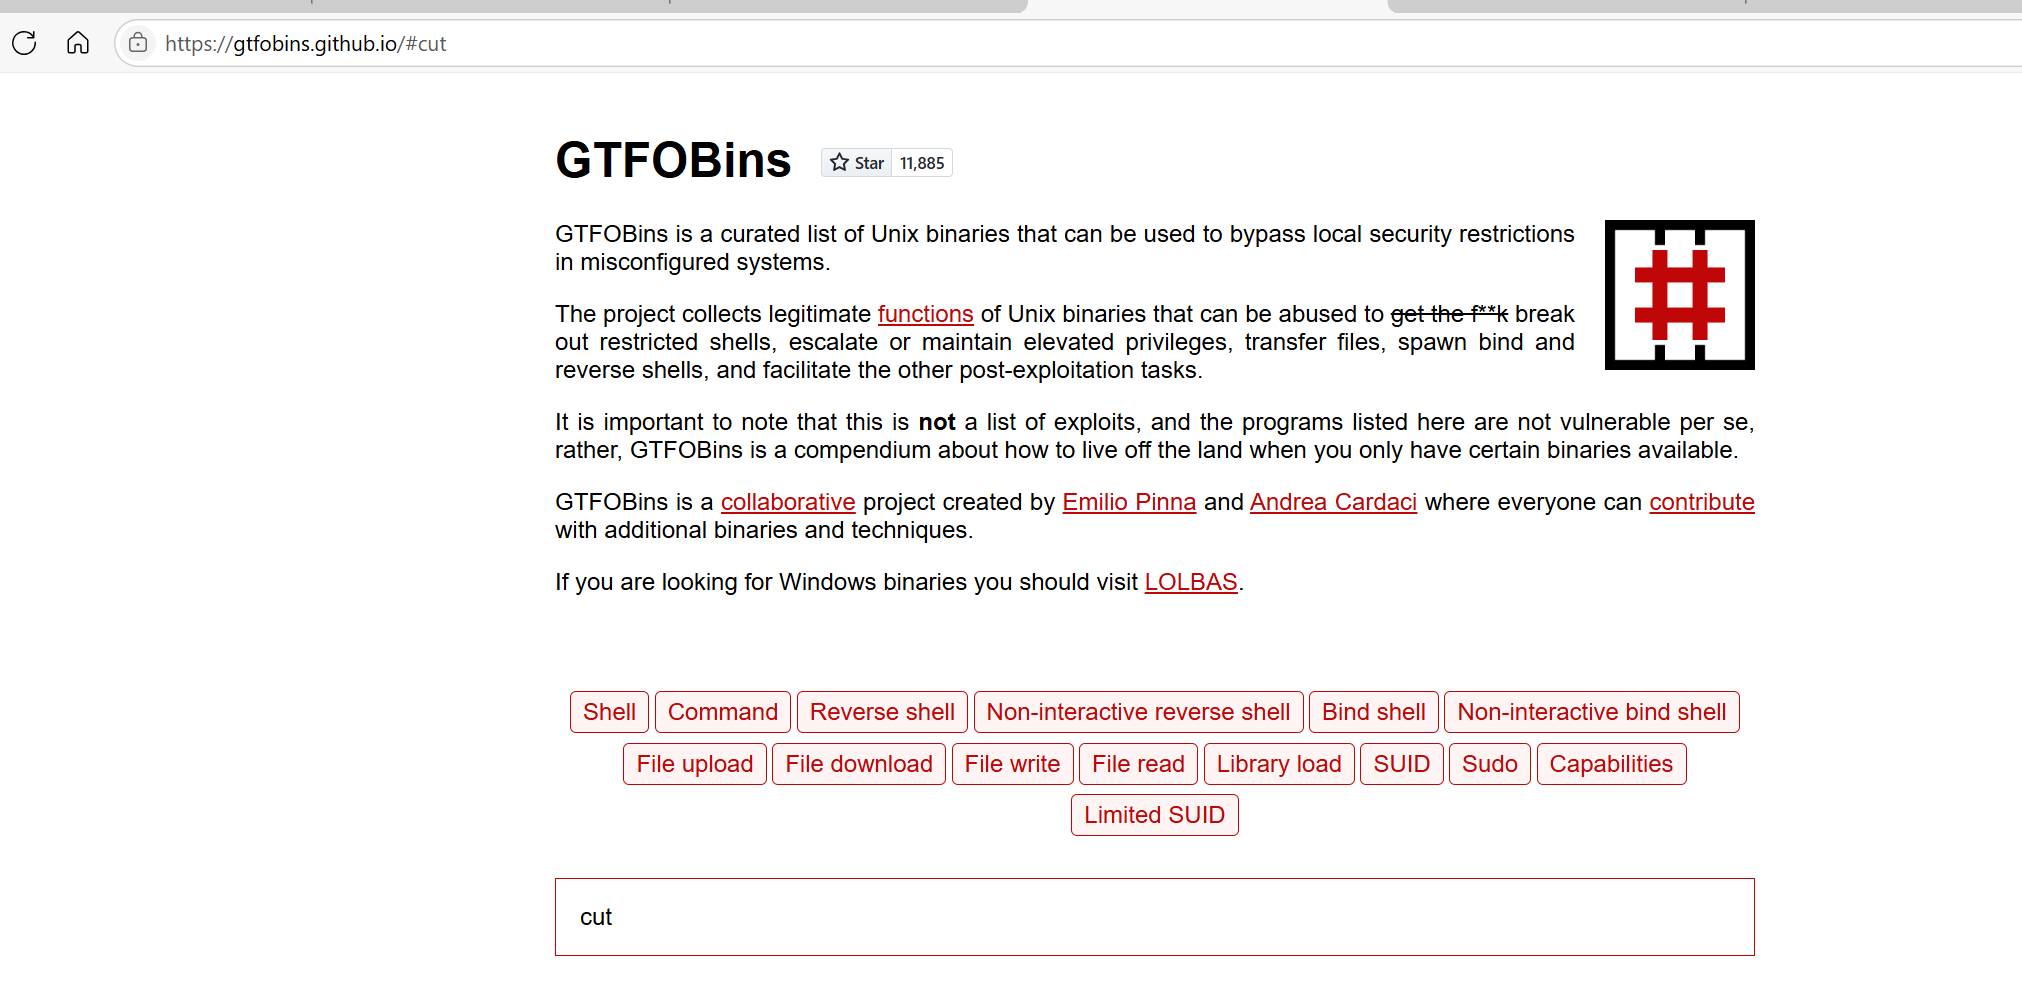 https://gtfobins.github.io/#cut
GTFOBins Star 11,885
GTFOBins is a curated list of Unix binaries that can be used to bypass local security restrictions
in misconfigured systems.
The project collects legitimate functions of Unix binaries that can be abused to get the f**k break
out restricted shells, escalate or maintain elevated privileges, transfer files, spawn bind and
reverse shells, and facilitate the other post-exploitation tasks.
It is important to note that this is not a list of exploits, and the programs listed here are not vulnerable per se,
rather, GTFOBins is a compendium about how to live off the land when you only have certain binaries available.
GTFOBins is a collaborative project created by Emilio Pinna and Andrea Cardaci where everyone can contribute
with additional binaries and techniques.
If you are looking for Windows binaries you should visit LOLBAS.
Shell Command Reverse shell Non-interactive reverse shell Bind shell Non-interactive bind shell
File upload File download File write File read Library load SUID Sudo Capabilities
Limited SUID
cut